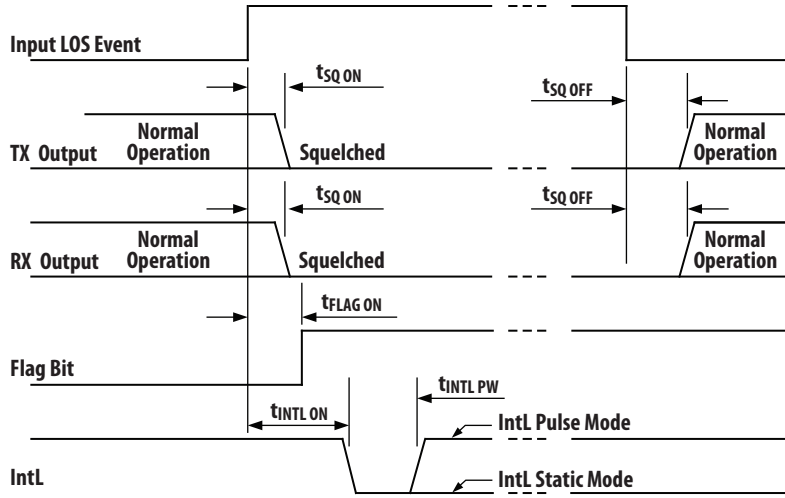 Input LOS Event
tSQ ON
tSQ OFF
TX Output
Normal
Operation
Squelched
Normal
Operation
tSQ ON
tSQ OFF
RX Output
Normal
Operation
Squelched
Normal
Operation
tFLAG ON
Flag Bit
tINTL ON
tINTL PW
IntL Pulse Mode
IntL
IntL Static Mode